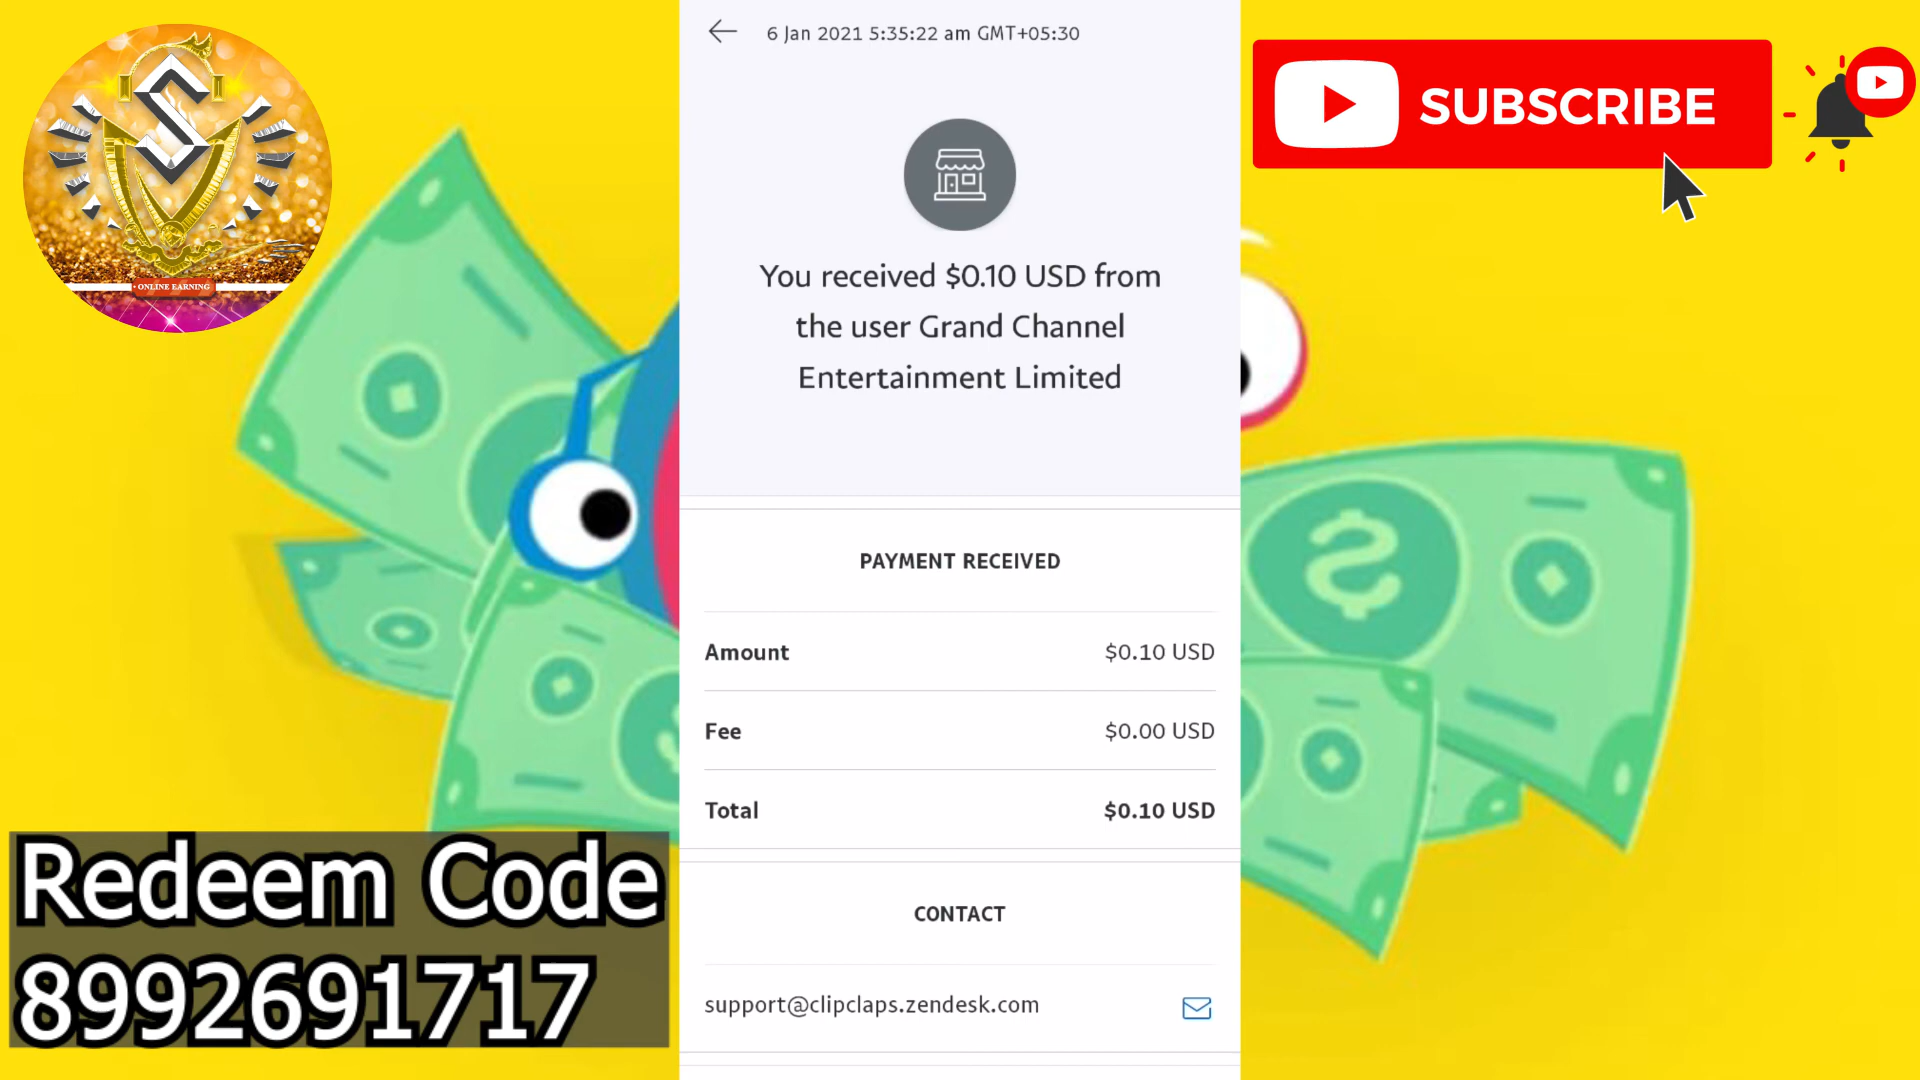 6 Jan 2021 5:35:22 am GMT+05:30
SUBSCRIBE
• ONLINE EARNING
You received $0.10 USD from
the user Grand Channel
Entertainment Limited
PAYMENT RECEIVED
Amount $0.10 USD
Fee $0.00 USD
Total $0.10 USD
CONTACT
support@clipclaps.zendesk.com
Redeem Code
8992691717